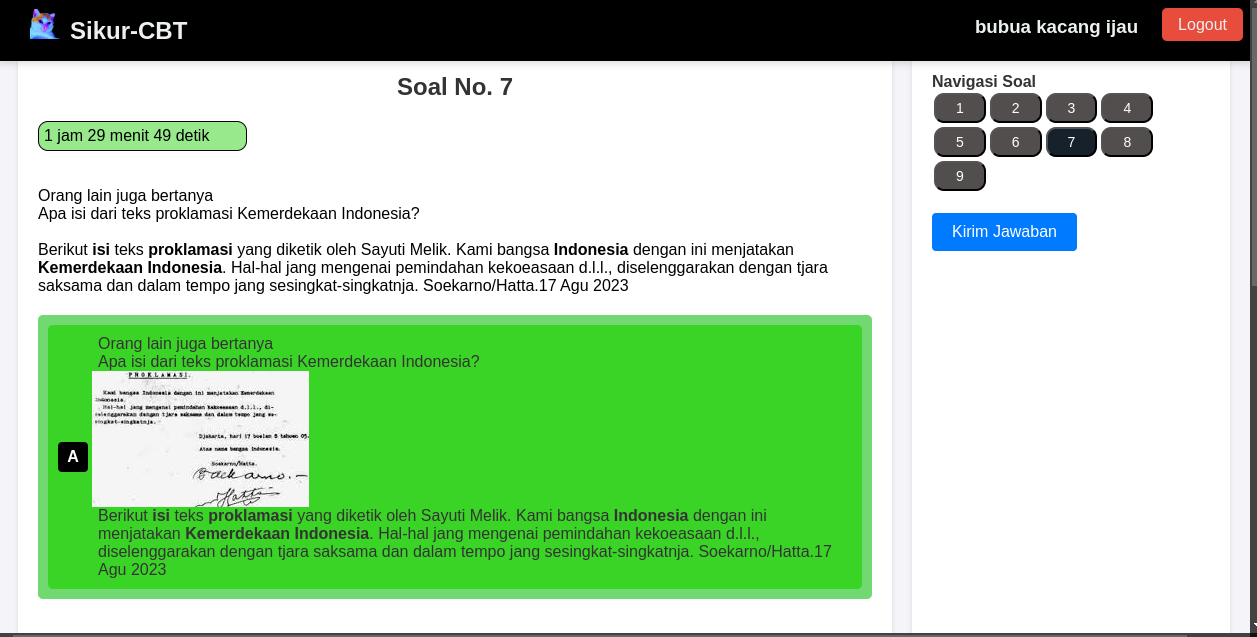 Sikur-CBT
bubua kacang ijau
Logout
Soal No. 7
1 jam 29 menit 49 detik
Orang lain juga bertanya
Apa isi dari teks proklamasi Kemerdekaan Indonesia?
Berikut isi teks proklamasi yang diketik oleh Sayuti Melik. Kami bangsa Indonesia dengan ini menjatakan
Kemerdekaan Indonesia. Hal-hal jang mengenai pemindahan kekoeasaan d.l.l., diselenggarakan dengan tjara
saksama dan dalam tempo jang sesingkat-singkatnja. Soekarno/Hatta.17 Agu 2023
A
Orang lain juga bertanya
Apa isi dari teks proklamasi Kemerdekaan Indonesia?
PROKLAMASI.
Kami bangsa Indonesia dengan ini menjatakan Kemerdekaan
Indonesia.
Hal-hal jang mengenai pemindahan kekoeasaan d.l.l., di-
selenggarakan dengan tjara saksama dan dalam tempo jang se-
singkat-singkatnja.
Djakarta, hari 17 boelan 8 tahoen 05.
Atas nama bangsa Indonesia.
Soekarno/Hatta.
Berikut isi teks proklamasi yang diketik oleh Sayuti Melik. Kami bangsa Indonesia dengan ini
menjatakan Kemerdekaan Indonesia. Hal-hal jang mengenai pemindahan kekoeasaan d.l.l.,
diselenggarakan dengan tjara saksama dan dalam tempo jang sesingkat-singkatnja. Soekarno/Hatta.17
Agu 2023
Navigasi Soal
1 2 3 4
5 6 7 8
9
Kirim Jawaban